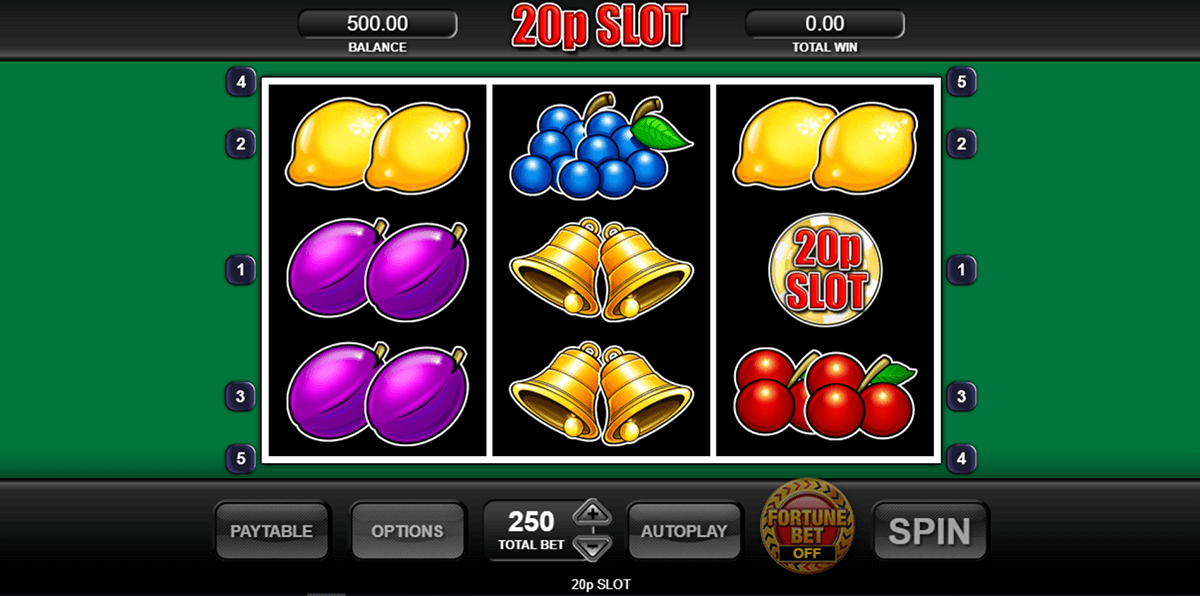 500.00
BALANCE
20p SLOT
0.00
TOTAL WIN
4
5
2
2
1
20p
SLOT
1
3
3
5
4
PAYTABLE
OPTIONS
250
TOTAL BET
+
-
AUTOPLAY
FORTUNE
BET
OFF
SPIN
20p SLOT